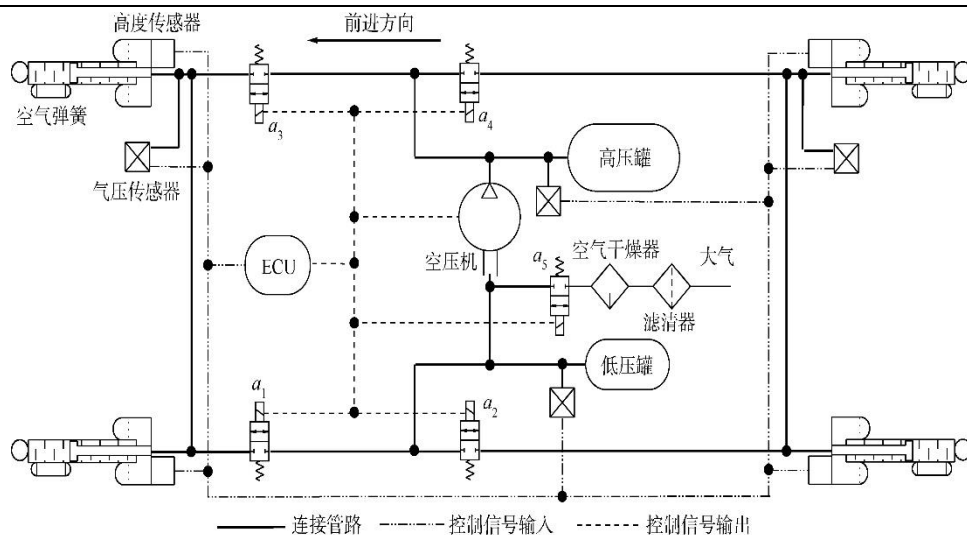 高度传感器
前进方向
空气弹簧
a3
a4
气压传感器
高压罐
ECU
空压机
a5
空气干燥器
大气
滤清器
低压罐
a1
a2
连接管路
控制信号输入
控制信号输出